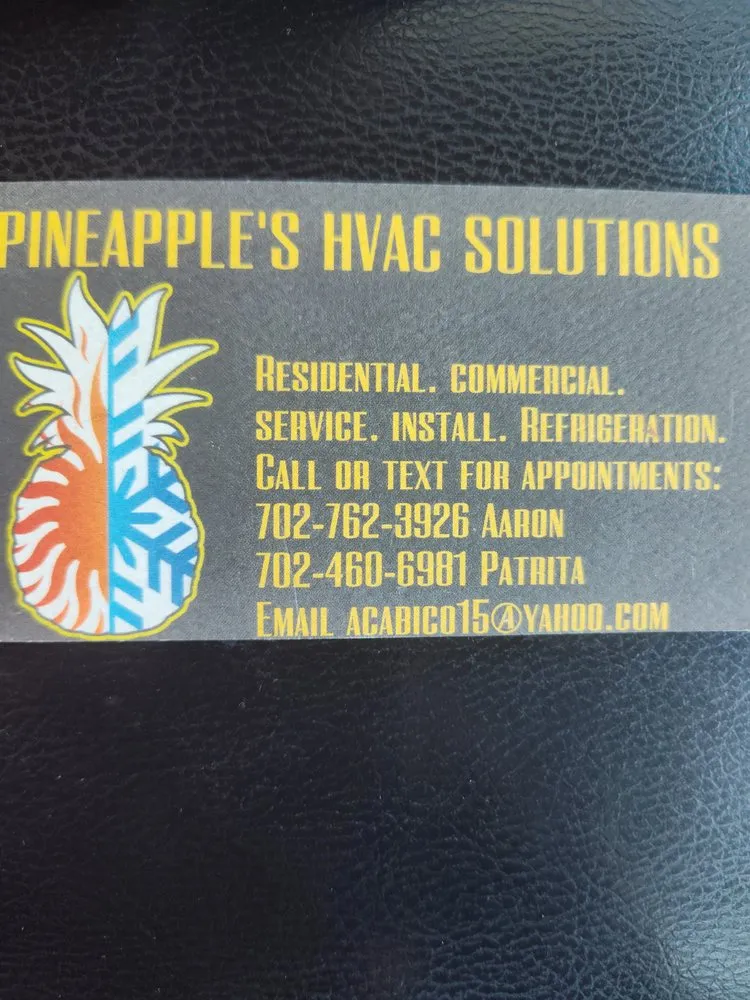 PINEAPPLE'S HVAC SOLUTIONS
RESIDENTIAL. COMMERCIAL.
SERVICE. INSTALL. REFRIGERATION.
CALL OR TEXT FOR APPOINTMENTS:
702-762-3926 AARON
702-460-6981 PATRITA
EMAIL ACABICO15@YAHOO.COM